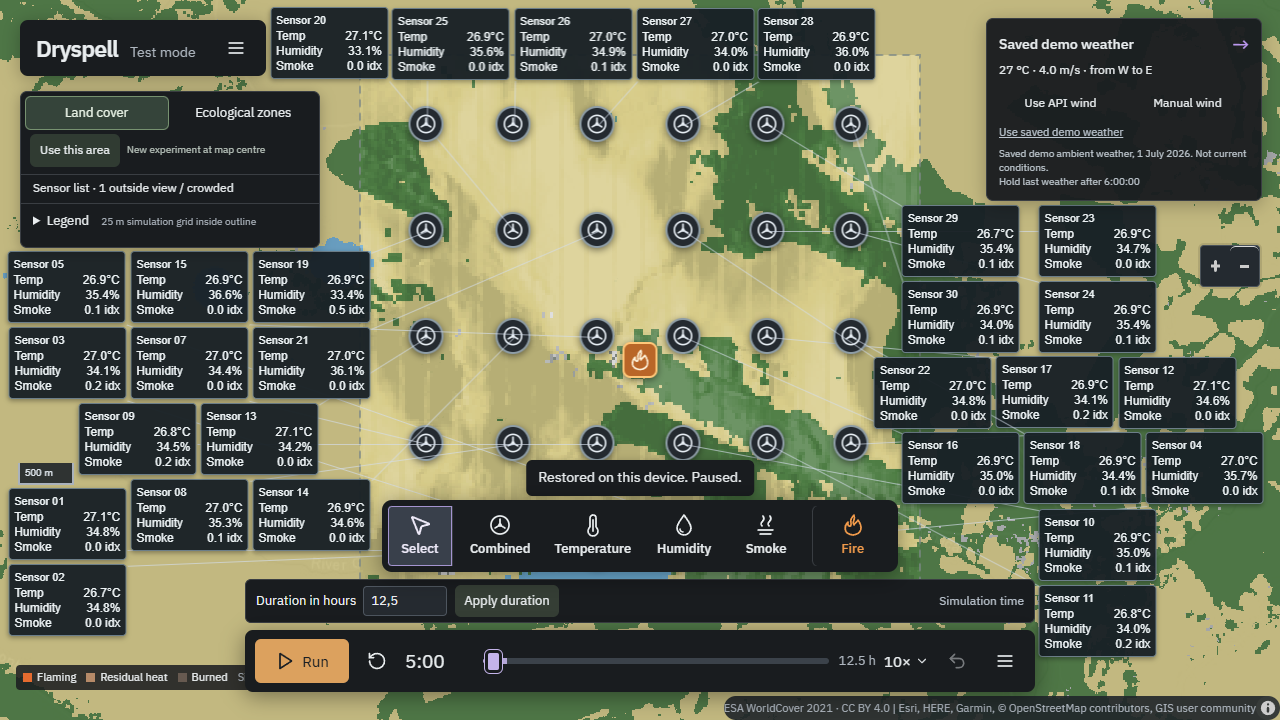 Dryspell Test mode
Land cover
Ecological zones
Use this area
New experiment at map centre
Sensor list · 1 outside view / crowded
Legend
25 m simulation grid inside outline
Sensor 20
Temp 27.1°C
Humidity 33.1%
Smoke 0.0 idx
Sensor 25
Temp 26.9°C
Humidity 35.6%
Smoke 0.0 idx
Sensor 26
Temp 27.0°C
Humidity 34.9%
Smoke 0.1 idx
Sensor 27
Temp 27.0°C
Humidity 34.0%
Smoke 0.0 idx
Sensor 28
Temp 26.9°C
Humidity 36.0%
Smoke 0.0 idx
Saved demo weather
27 °C · 4.0 m/s · from W to E
Use API wind
Manual wind
Use saved demo weather
Saved demo ambient weather, 1 July 2026. Not current
conditions.
Hold last weather after 6:00:00
Sensor 29
Temp 26.7°C
Humidity 35.4%
Smoke 0.1 idx
Sensor 23
Temp 26.9°C
Humidity 34.7%
Smoke 0.0 idx
+ −
Sensor 05
Temp 26.9°C
Humidity 35.4%
Smoke 0.1 idx
Sensor 15
Temp 26.9°C
Humidity 36.6%
Smoke 0.0 idx
Sensor 19
Temp 26.9°C
Humidity 33.4%
Smoke 0.5 idx
Sensor 30
Temp 26.9°C
Humidity 34.0%
Smoke 0.1 idx
Sensor 24
Temp 26.9°C
Humidity 35.4%
Smoke 0.1 idx
Sensor 03
Temp 27.0°C
Humidity 34.1%
Smoke 0.2 idx
Sensor 07
Temp 27.0°C
Humidity 34.4%
Smoke 0.0 idx
Sensor 21
Temp 27.0°C
Humidity 36.1%
Smoke 0.0 idx
Sensor 22
Temp 27.0°C
Humidity 34.8%
Smoke 0.0 idx
Sensor 17
Temp 26.9°C
Humidity 34.1%
Smoke 0.2 idx
Sensor 12
Temp 27.1°C
Humidity 34.6%
Smoke 0.0 idx
Sensor 09
Temp 26.8°C
Humidity 34.5%
Smoke 0.2 idx
Sensor 13
Temp 27.1°C
Humidity 34.2%
Smoke 0.0 idx
Sensor 16
Temp 26.9°C
Humidity 35.0%
Smoke 0.0 idx
Sensor 18
Temp 26.9°C
Humidity 34.4%
Smoke 0.1 idx
Sensor 04
Temp 27.0°C
Humidity 35.7%
Smoke 0.1 idx
500 m
Sensor 01
Temp 27.1°C
Humidity 34.8%
Smoke 0.0 idx
Sensor 08
Temp 27.0°C
Humidity 35.3%
Smoke 0.1 idx
Sensor 14
Temp 26.9°C
Humidity 34.6%
Smoke 0.0 idx
Sensor 10
Temp 26.9°C
Humidity 35.0%
Smoke 0.1 idx
Sensor 02
Temp 26.7°C
Humidity 34.8%
Smoke 0.0 idx
Sensor 11
Temp 26.8°C
Humidity 34.0%
Smoke 0.2 idx
Restored on this device. Paused.
Select
Combined
Temperature
Humidity
Smoke
Fire
Duration in hours
12,5
Apply duration
Simulation time
Run
5:00
12.5 h
10×
Flaming
Residual heat
Burned
ESA WorldCover 2021 · CC BY 4.0 | Esri, HERE, Garmin, © OpenStreetMap contributors, GIS user community